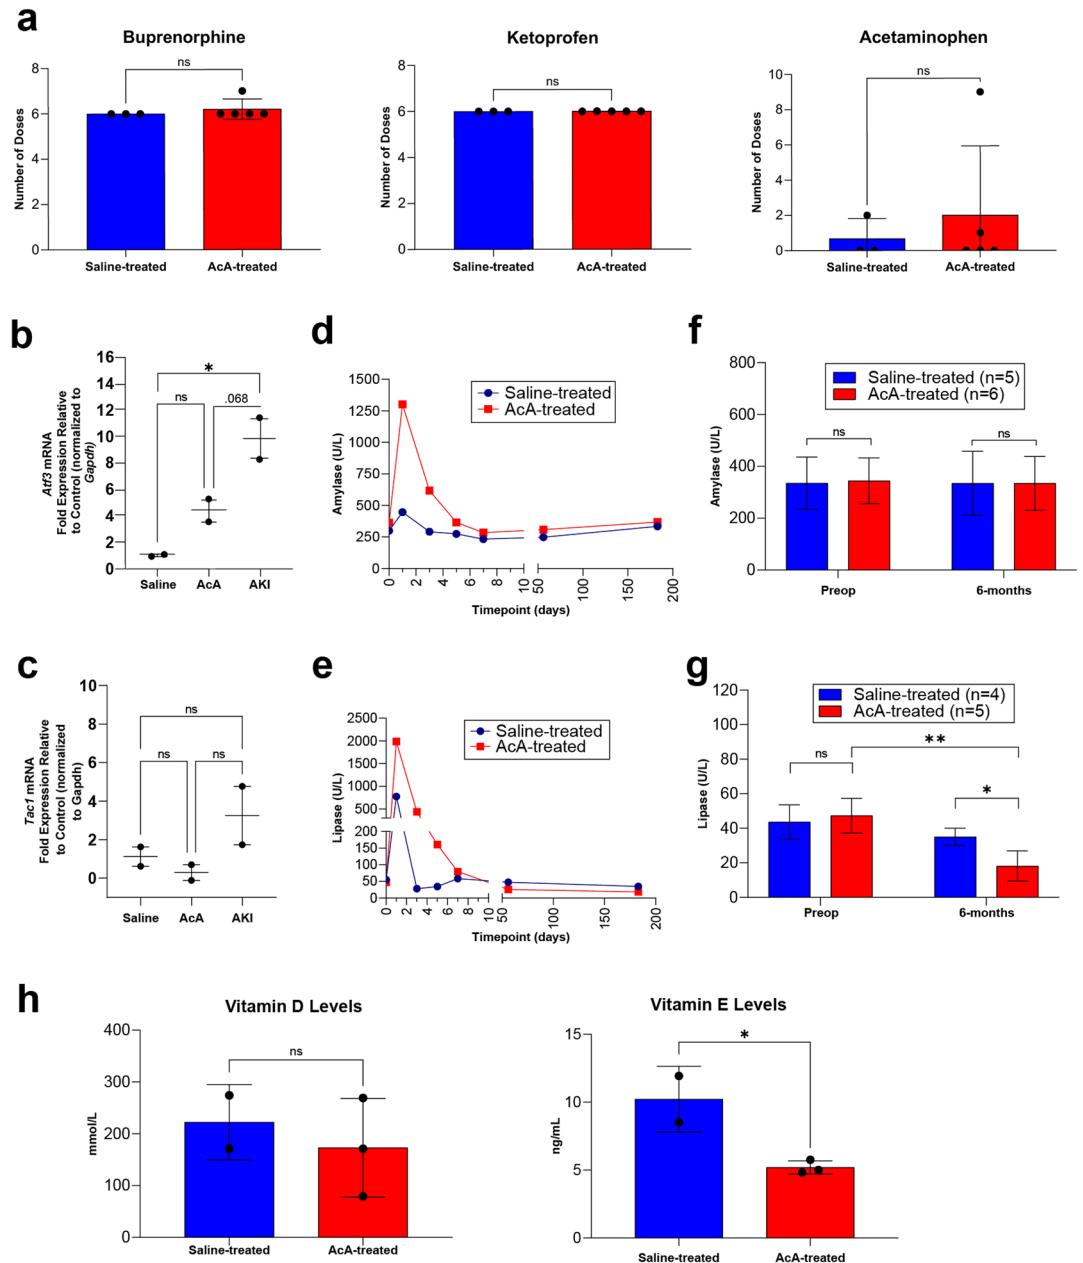 a
Buprenorphine
Number of Doses
8
6
4
2
0
ns
Saline-treated
AcA-treated
Ketoprofen
Number of Doses
8
6
4
2
0
ns
Saline-treated
AcA-treated
Acetaminophen
Number of Doses
10
8
6
4
2
0
ns
Saline-treated
AcA-treated
b
Atf3 mRNA
Fold Expression Relative
to Control (normalized to
Gapdh)
16
14
12
10
8
6
4
2
0
*
ns
.068
Saline
AcA
AKI
d
Amylase (U/L)
1500
1250
1000
750
500
250
0
Saline-treated
AcA-treated
0 2 4 6 8 10 50 100 150 200
Timepoint (days)
f
Amylase (U/L)
800
600
400
200
0
Saline-treated (n=5)
AcA-treated (n=6)
ns
ns
Preop
6-months
c
Tac1 mRNA
Fold Expression Relative
to Control (normalized
to Gapdh)
10
8
6
4
2
0
ns
ns
ns
Saline
AcA
AKI
e
Lipase (U/L)
2500
2000
1500
1000
500
200
150
100
50
0
Saline-treated
AcA-treated
0 2 4 6 8 10 50 100 150 200
Timepoint (days)
g
Lipase (U/L)
120
100
80
60
40
20
0
Saline-treated (n=4)
AcA-treated (n=5)
ns
**
*
Preop
6-months
h
Vitamin D Levels
mmol/L
400
300
200
100
0
ns
Saline-treated
AcA-treated
Vitamin E Levels
ng/mL
15
10
5
0
*
Saline-treated
AcA-treated